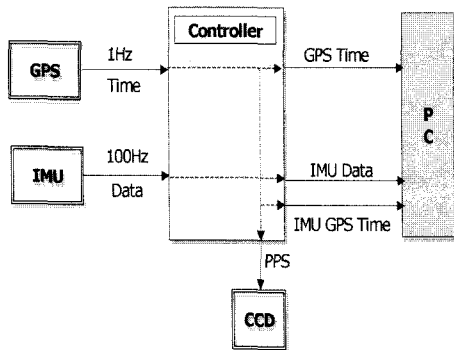 Controller
1Hz
GPS Time
GPS
Time
P
C
100Hz
IMU Data
IMU
Data
IMU GPS Time
PPS
CCD